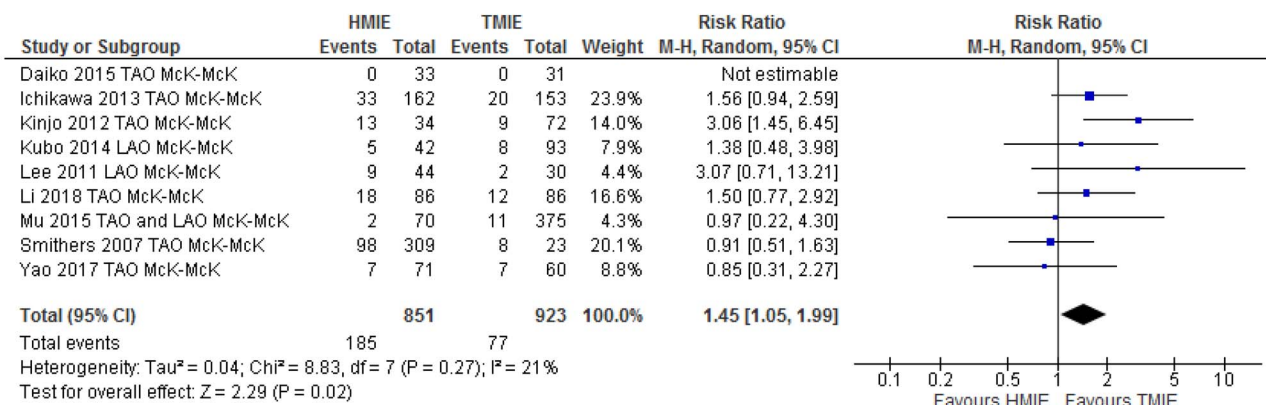 HMIE TMIE Risk Ratio Risk Ratio
Study or Subgroup Events Total Events Total Weight M-H, Random, 95% CI M-H, Random, 95% CI
Daiko 2015 TAO McK-McK 0 33 0 31 Not estimable
Ichikawa 2013 TAO McK-McK 33 162 20 153 23.9% 1.56 [0.94, 2.59]
Kinjo 2012 TAO McK-McK 13 34 9 72 14.0% 3.06 [1.45, 6.45]
Kubo 2014 LAO McK-McK 5 42 8 93 7.9% 1.38 [0.48, 3.98]
Lee 2011 LAO McK-McK 9 44 2 30 4.4% 3.07 [0.71, 13.21]
Li 2018 TAO McK-McK 18 86 12 86 16.6% 1.50 [0.77, 2.92]
Mu 2015 TAO and LAO McK-McK 2 70 11 375 4.3% 0.97 [0.22, 4.30]
Smithers 2007 TAO McK-McK 98 309 8 23 20.1% 0.91 [0.51, 1.63]
Yao 2017 TAO McK-McK 7 71 7 60 8.8% 0.85 [0.31, 2.27]
Total (95% CI) 851 923 100.0% 1.45 [1.05, 1.99]
Total events 185 77
Heterogeneity: Tau² = 0.04; Chi² = 8.83, df = 7 (P = 0.27); I² = 21%
Test for overall effect: Z = 2.29 (P = 0.02)
0.1 0.2 0.5 1 2 5 10
Favours HMIE Favours TMIE